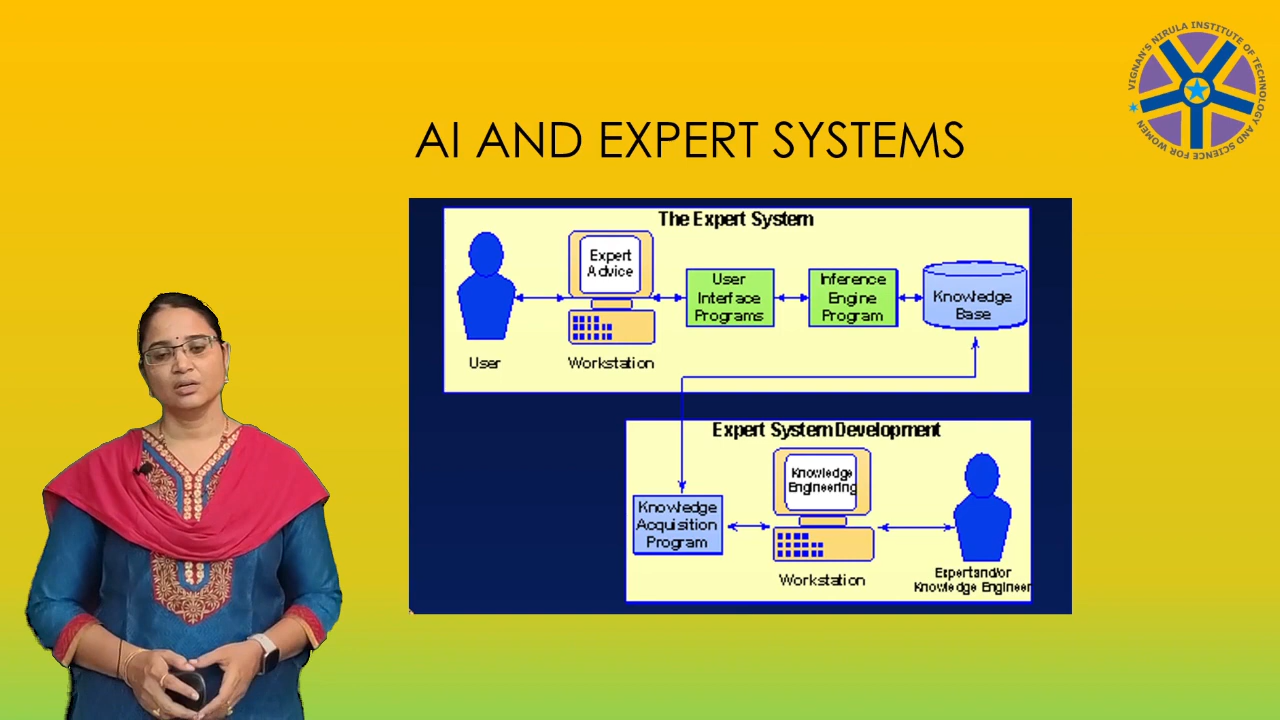 VIGNAN'S NIRULA INSTITUTE OF TECHNOLOGY AND SCIENCE FOR WOMEN
AI AND EXPERT SYSTEMS
The Expert System
Expert
Advice
User
Interface
Programs
Inference
Engine
Program
Knowledge
Base
User
Workstation
Expert System Development
Knowledge
Engineering
Knowledge
Acquisition
Program
Workstation
Expert and/or
Knowledge Engineer